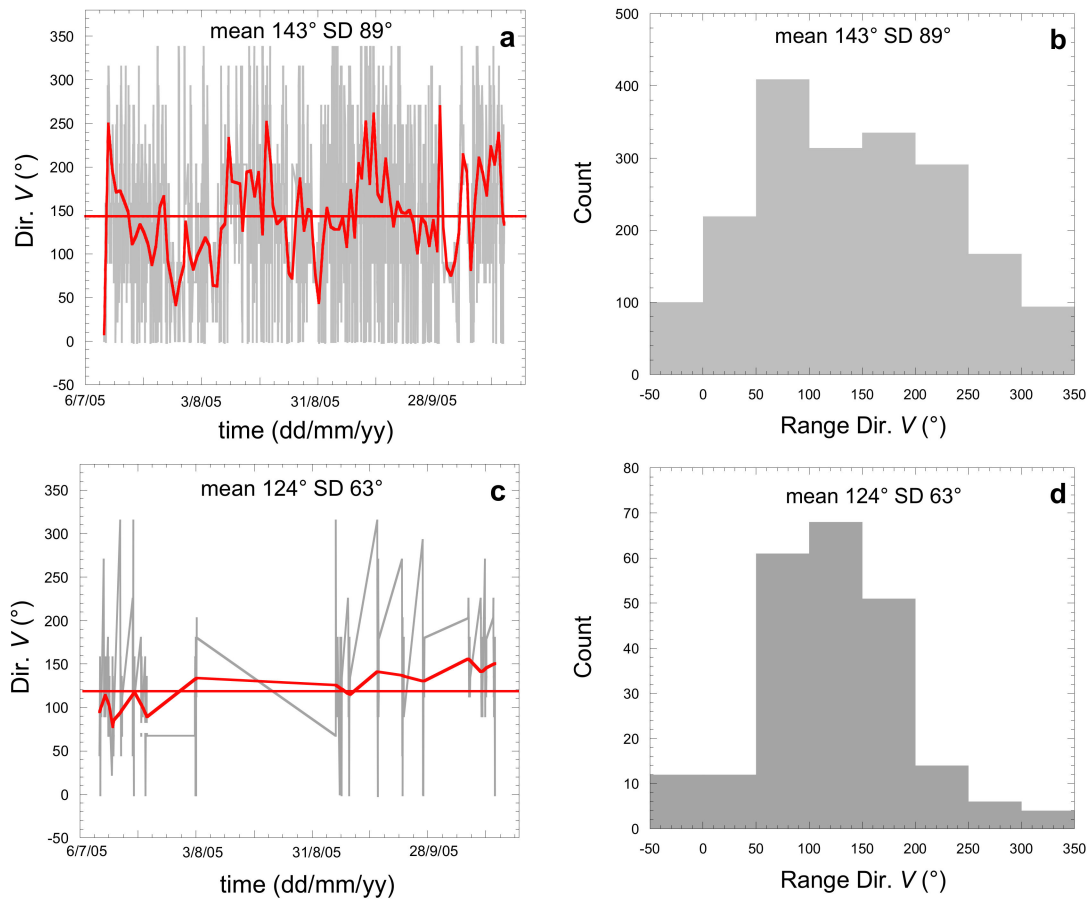 mean 143° SD 89°
a
350
300
250
200
150
100
50
0
-50
Dir. V (°)
6/7/05 3/8/05 31/8/05 28/9/05
time (dd/mm/yy)
mean 143° SD 89°
b
500
400
300
200
100
0
Count
-50 0 50 100 150 200 250 300 350
Range Dir. V (°)
mean 124° SD 63°
c
350
300
250
200
150
100
50
0
-50
Dir. V (°)
6/7/05 3/8/05 31/8/05 28/9/05
time (dd/mm/yy)
mean 124° SD 63°
d
80
70
60
50
40
30
20
10
0
Count
-50 0 50 100 150 200 250 300 350
Range Dir. V (°)